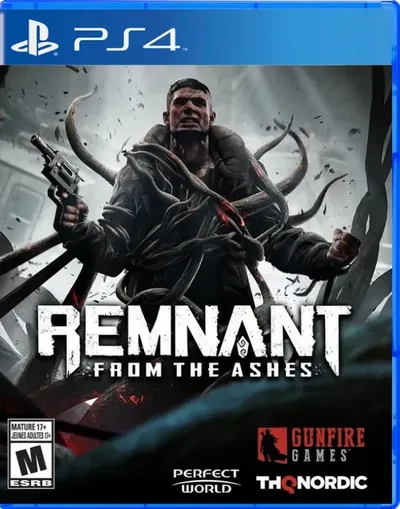 PS4
REMNANT
FROM THE ASHES
MATURE 17+
JEUNES ADULTES 17+
M
ESRB
PERFECT
WORLD
GUNFIRE
GAMES
THQNORDIC